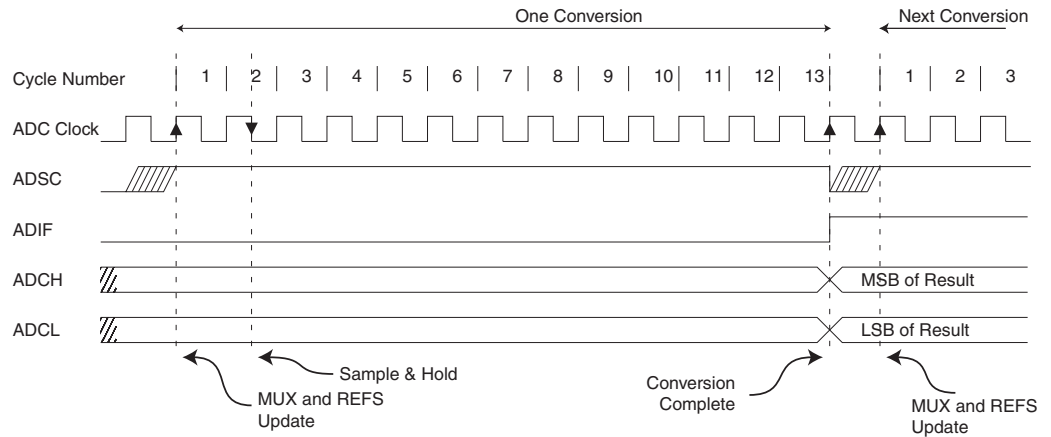 One Conversion
Next Conversion
Cycle Number 1 2 3 4 5 6 7 8 9 10 11 12 13 1 2 3
ADC Clock
ADSC
ADIF
ADCH MSB of Result
ADCL LSB of Result
Sample & Hold
MUX and REFS
Update
Conversion
Complete
MUX and REFS
Update